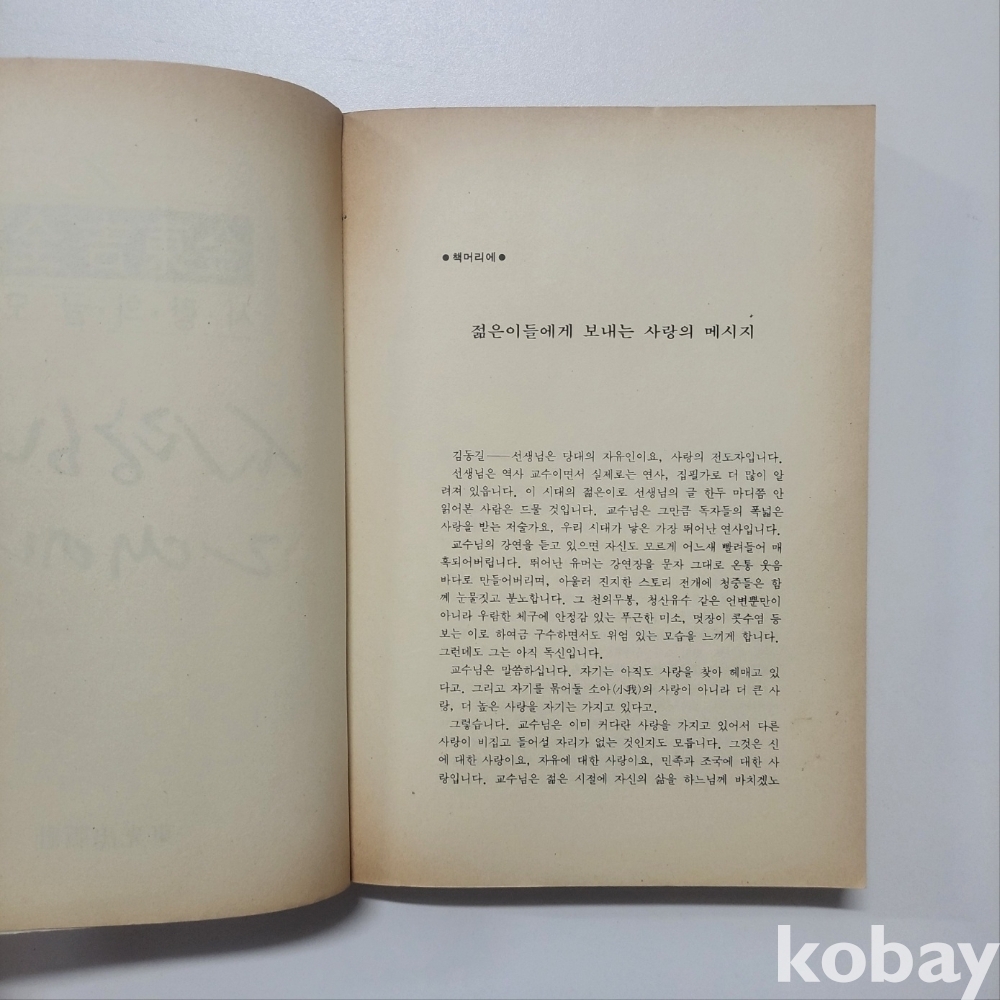 ●책머리에●
젊은이들에게 보내는 사랑의 메시지
김동길——선생님은 당대의 자유인이요, 사랑의 전도자입니다.
선생님은 역사 교수이면서 실제로는 연사, 집필가로 더 많이 알
려져 있읍니다. 이 시대의 젊은이로 선생님의 글 한두 마디쯤 안
읽어본 사람은 드물 것입니다. 교수님은 그만큼 독자들의 폭넓은
사랑을 받는 저술가요, 우리 시대가 낳은 가장 뛰어난 연사입니다.
교수님의 강연을 듣고 있으면 자신도 모르게 어느새 빨려들어 매
혹되어버립니다. 뛰어난 유머는 강연장을 문자 그대로 온통 웃음
바다로 만들어버리며, 아울러 진지한 스토리 전개에 청중들은 함
께 눈물짓고 분노합니다. 그 천의무봉, 청산유수 같은 언변뿐만이
아니라 우람한 체구에 안정감 있는 푸근한 미소, 멋장이 콧수염 등
보는 이로 하여금 구수하면서도 위엄 있는 모습을 느끼게 합니다.
그런데도 그는 아직 독신입니다.
교수님은 말씀하십니다. 자기는 아직도 사랑을 찾아 헤매고 있
다고. 그리고 자기를 묶어둘 소아(小我)의 사랑이 아니라 더 큰 사
랑, 더 높은 사랑을 자기는 가지고 있다고.
그렇습니다. 교수님은 이미 커다란 사랑을 가지고 있어서 다른
사랑이 비집고 들어설 자리가 없는 것인지도 모릅니다. 그것은 신
에 대한 사랑이요, 자유에 대한 사랑이요, 민족과 조국에 대한 사
랑입니다. 교수님은 젊은 시절에 자신의 삶을 하느님께 바치겠노
kobay